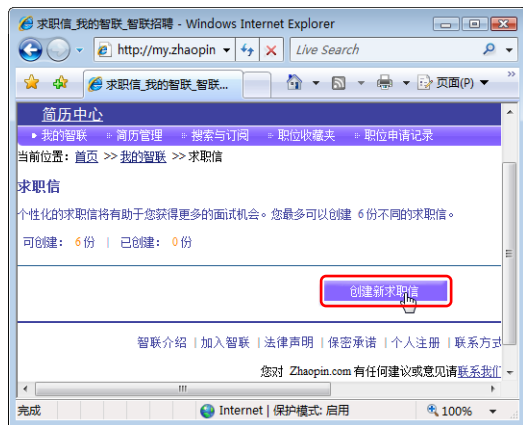 求职信_我的智联_智联招聘 - Windows Internet Explorer
http://my.zhaopin
Live Search
求职信_我的智联_智联...
页面(P)
简历中心
我的智联 简历管理 搜索与订阅 职位收藏夹 职位申请记录
当前位置：首页 >> 我的智联 >> 求职信
求职信
个性化的求职信将有助于您获得更多的面试机会。您最多可以创建 6份不同的求职信。
可创建： 6份 | 已创建： 0份
创建新求职信
智联介绍 | 加入智联 | 法律声明 | 保密承诺 | 个人注册 | 联系方式
您对 Zhaopin.com 有任何建议或意见请联系我们
完成 Internet | 保护模式: 启用 100%